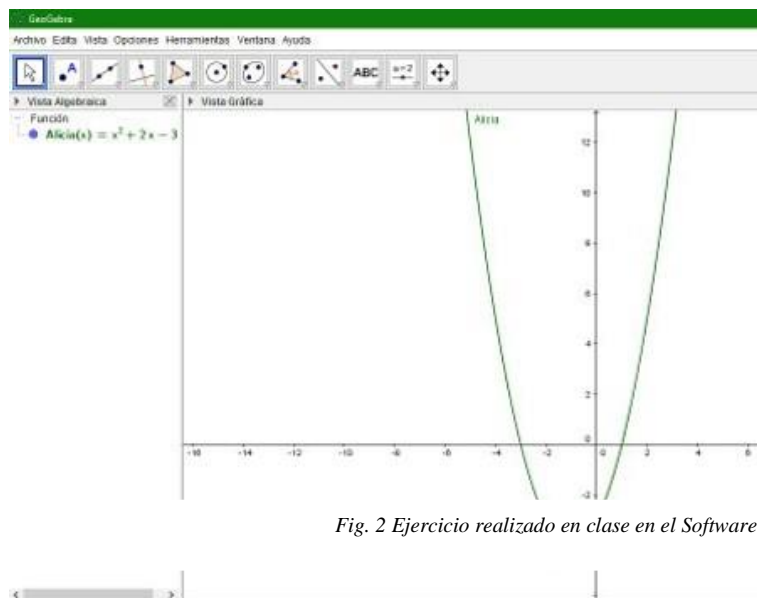 GeoGebra
Archivo Edita Vista Opciones Herramientas Ventana Ayuda
A ABC a=2
Vista Algebraica Vista Gráfica
Función
Alicia(x) = x² + 2x − 3
Alicia
12
10
8
6
4
2
0
-16 -14 -12 -10 -8 -6 -4 -2 0 2 4 6
-2
Fig. 2 Ejercicio realizado en clase en el Software